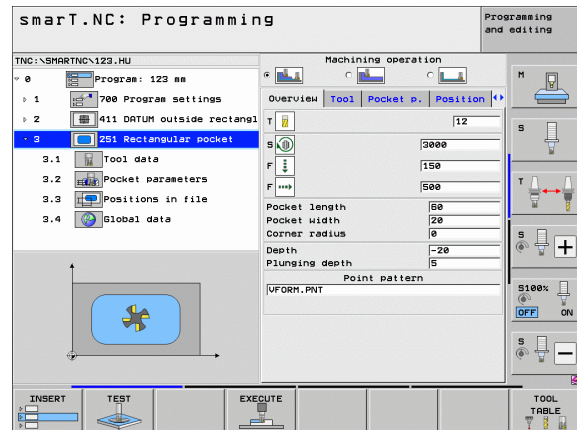 smarT.NC: Programming
Programming
and editing
TNC:\SMARTNC\123.HU
0 Program: 123 mm
1 700 Program settings
2 411 DATUM outside rectangl
3 251 Rectangular pocket
3.1 Tool data
3.2 Pocket parameters
3.3 Positions in file
3.4 Global data
Machining operation
Overview Tool Pocket p. Position
T 12
S 3000
F 150
F 500
Pocket length 60
Pocket width 20
Corner radius 0
Depth -20
Plunging depth 5
Point pattern
VFORM.PNT
M
S
T
S
S100%
OFF ON
S
INSERT
TEST
EXECUTE
TOOL
TABLE